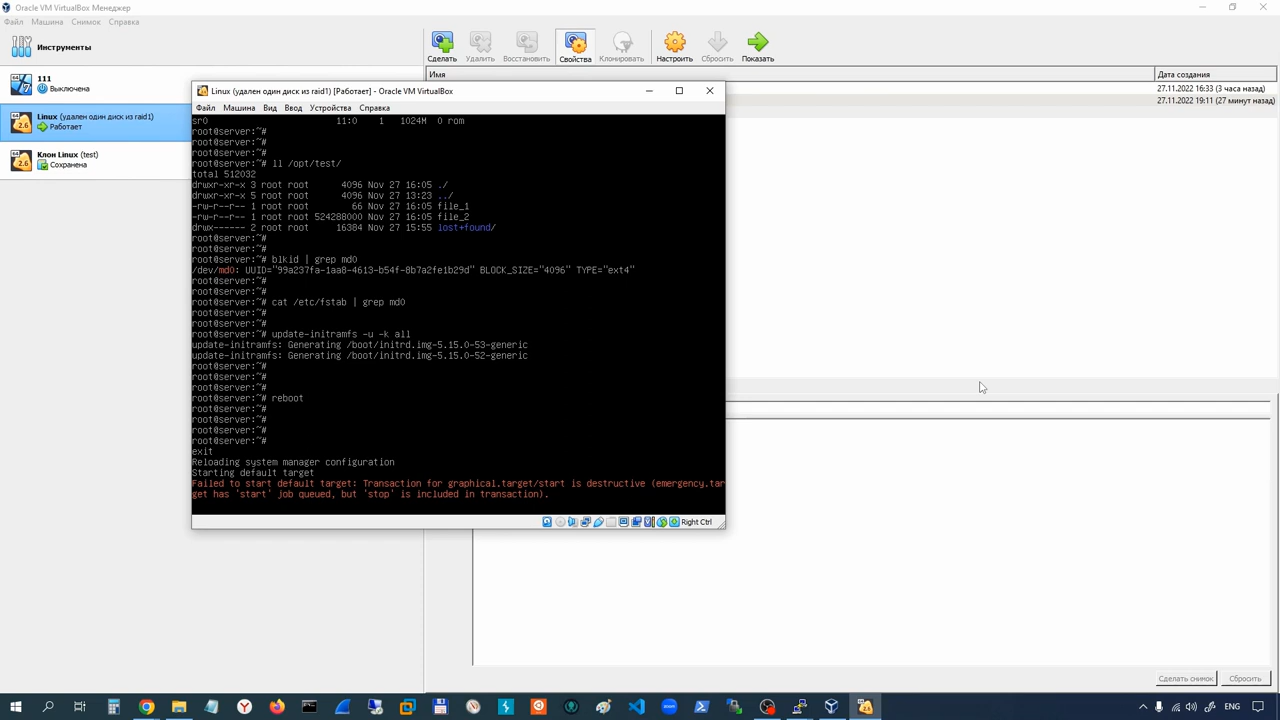 Oracle VM VirtualBox Менеджер
Файл Машина Снимок Справка
Инструменты
111
Выключена
Linux (удален один диск из raid1)
Работает
Клон Linux (test)
Сохранена
Сделать Удалить Восстановить Свойства Клонировать Настроить Сбросить Показать
Имя Дата создания
27.11.2022 16:33 (3 часа назад)
27.11.2022 19:11 (27 минут назад)
Linux (удален один диск из raid1) [Работает] - Oracle VM VirtualBox
Файл Машина Вид Ввод Устройства Справка
sr0 11:0 1 1024M 0 rom
root@server:~#
root@server:~#
root@server:~#
root@server:~# ll /opt/test/
total 512032
drwxr-xr-x 3 root root 4096 Nov 27 16:05 ./
drwxr-xr-x 5 root root 4096 Nov 27 13:23 ../
-rw-r--r-- 1 root root 66 Nov 27 16:05 file_1
-rw-r--r-- 1 root root 524288000 Nov 27 16:05 file_2
drwx------ 2 root root 16384 Nov 27 15:55 lost+found/
root@server:~#
root@server:~#
root@server:~# blkid | grep md0
/dev/md0: UUID="99a237fa-1aa8-4613-b54f-8b7a2fe1b29d" BLOCK_SIZE="4096" TYPE="ext4"
root@server:~#
root@server:~#
root@server:~# cat /etc/fstab | grep md0
root@server:~#
root@server:~#
root@server:~# update-initramfs -u -k all
update-initramfs: Generating /boot/initrd.img-5.15.0-53-generic
update-initramfs: Generating /boot/initrd.img-5.15.0-52-generic
root@server:~#
root@server:~#
root@server:~#
root@server:~# reboot
root@server:~#
root@server:~#
root@server:~#
root@server:~#
exit
Reloading system manager configuration
Starting default target
Failed to start default target: Transaction for graphical.target/start is destructive (emergency.tar
get has 'start' job queued, but 'stop' is included in transaction).
Right Ctrl
Сделать снимок Сбросить
ENG